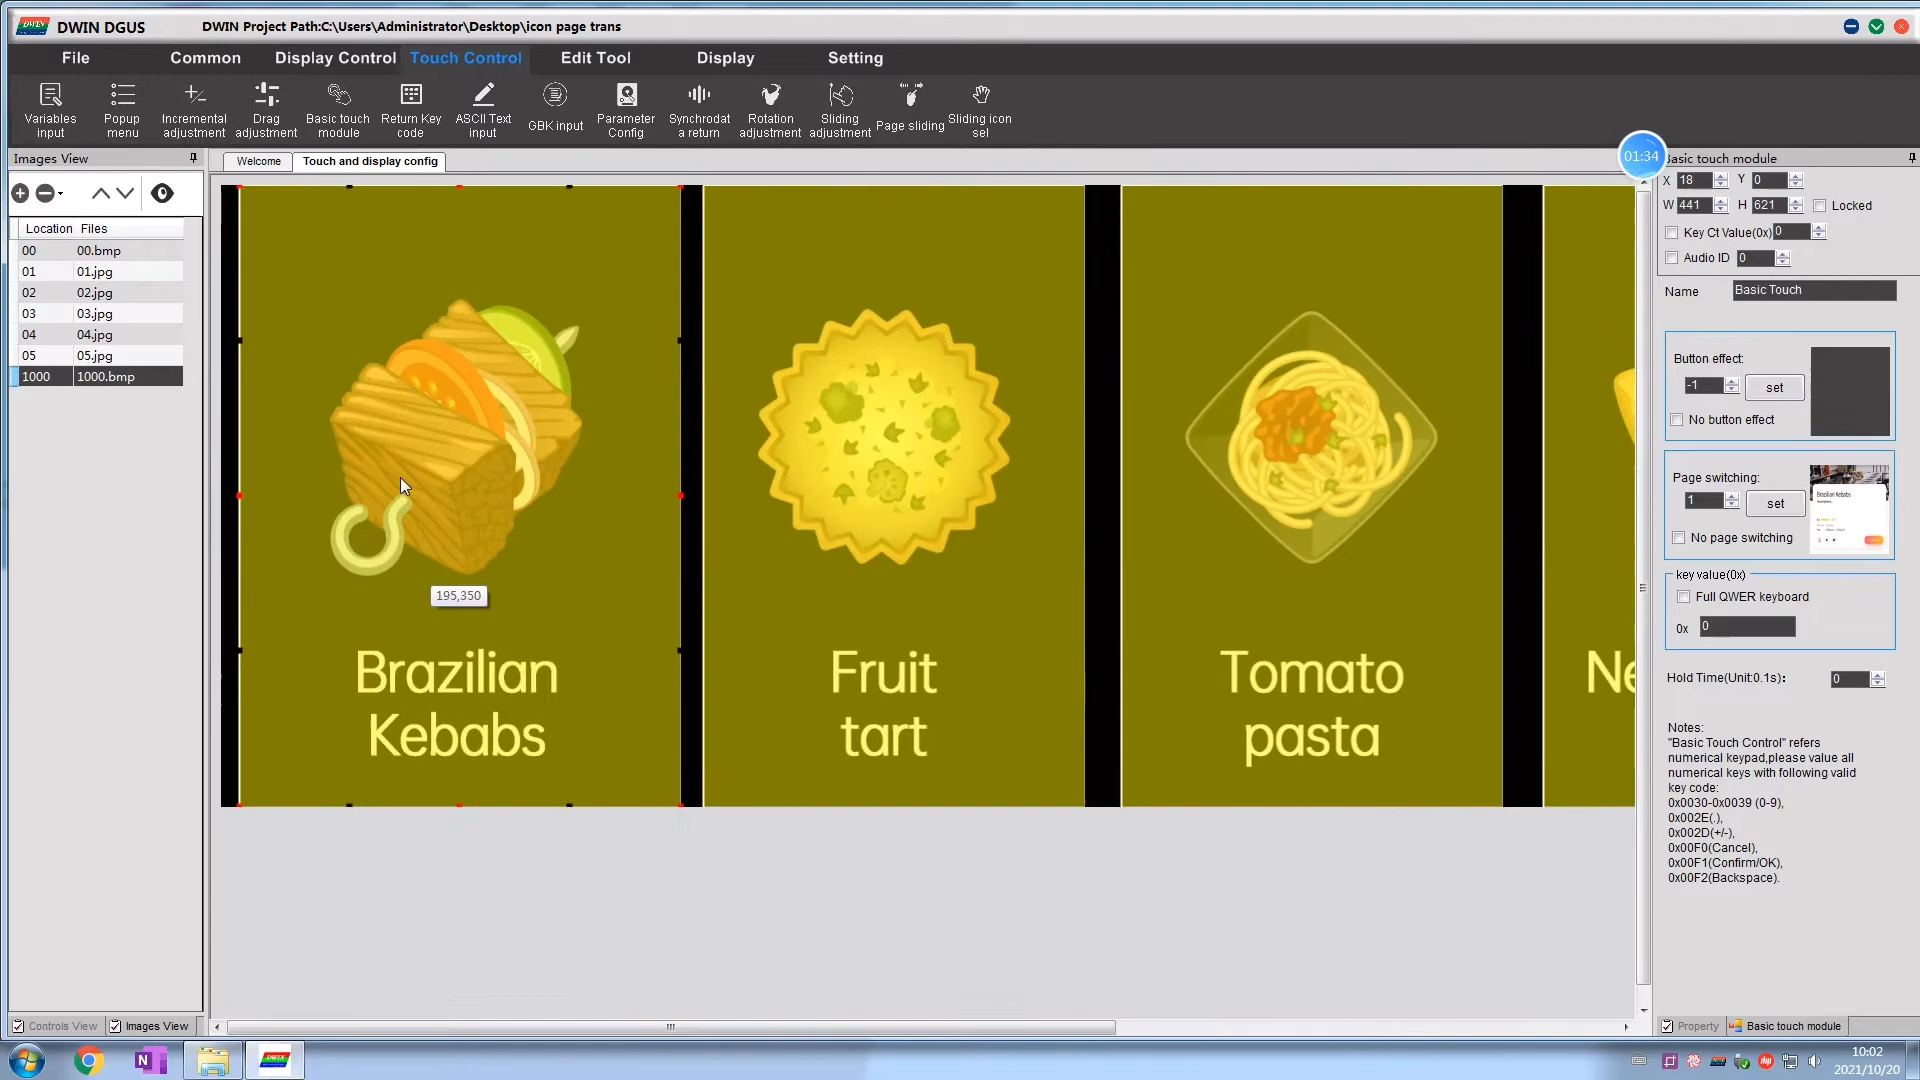 DWIN DGUS
DWIN Project Path:C:\Users\Administrator\Desktop\icon page trans
File Common Display Control Touch Control Edit Tool Display Setting
Variables input
Popup menu
Incremental adjustment
Drag adjustment
Basic touch module
Return Key code
ASCII Text input
GBK input
Parameter Config
Synchrodat a return
Rotation adjustment
Sliding adjustment
Page sliding
Sliding icon sel
Images View
Location Files
00 00.bmp
01 01.jpg
02 02.jpg
03 03.jpg
04 04.jpg
05 05.jpg
1000 1000.bmp
Controls View
Images View
Welcome
Touch and display config
Brazilian
Kebabs
195,350
Fruit
tart
Tomato
pasta
Ne
01:34
Basic touch module
X 18 Y 0
W 441 H 621 Locked
Key Ct Value(0x) 0
Audio ID 0
Name Basic Touch
Button effect:
-1 set
No button effect
Page switching:
1 set
No page switching
Brazilian Kebabs
key value(0x)
Full QWER keyboard
0x 0
Hold Time(Unit:0.1s): 0
Notes:
"Basic Touch Control" refers
numerical keypad,please value all
numerical keys with following valid
key code:
0x0030-0x0039 (0-9),
0x002E(.),
0x002D(+/-),
0x00F0(Cancel),
0x00F1(Confirm/OK),
0x00F2(Backspace).
Property
Basic touch module
10:02
2021/10/20